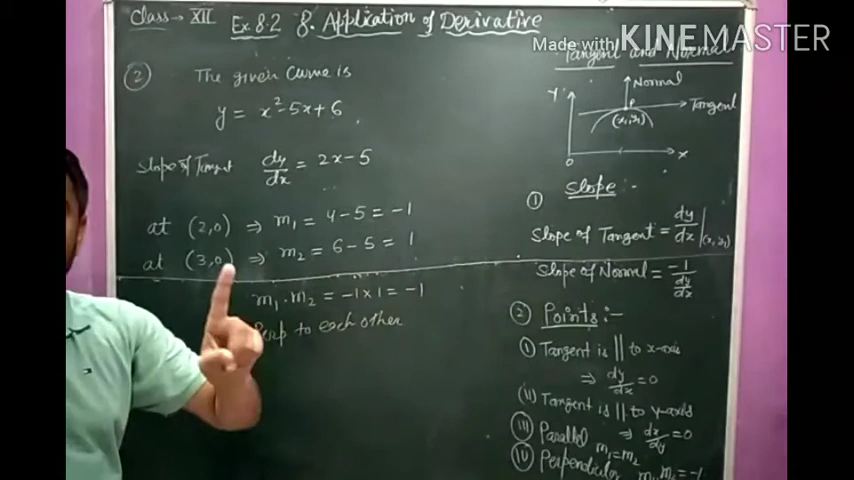 Class → XII Ex. 8.2 8. Application of Derivative
Made with KINEMASTER
Tangent and Normal
② The given curve is
y = x² - 5x + 6
Slope of Tangent dy/dx = 2x - 5
at (2,0) ⇒ m₁ = 4 - 5 = -1
at (3,0) ⇒ m₂ = 6 - 5 = 1
m₁ . m₂ = -1 x 1 = -1
Perp to each other
Y
Normal
P
Tangent
(x₁, y₁)
O
X
① Slope :-
Slope of Tangent = dy/dx](x₁, y₁)
Slope of Normal = -1/(dy/dx)
② Points :-
(i) Tangent is || to x-axis
⇒ dy/dx = 0
(ii) Tangent is || to y-axis
⇒ dx/dy = 0
(iii) Parallel m₁ = m₂
(iv) Perpendicular m₁ . m₂ = -1